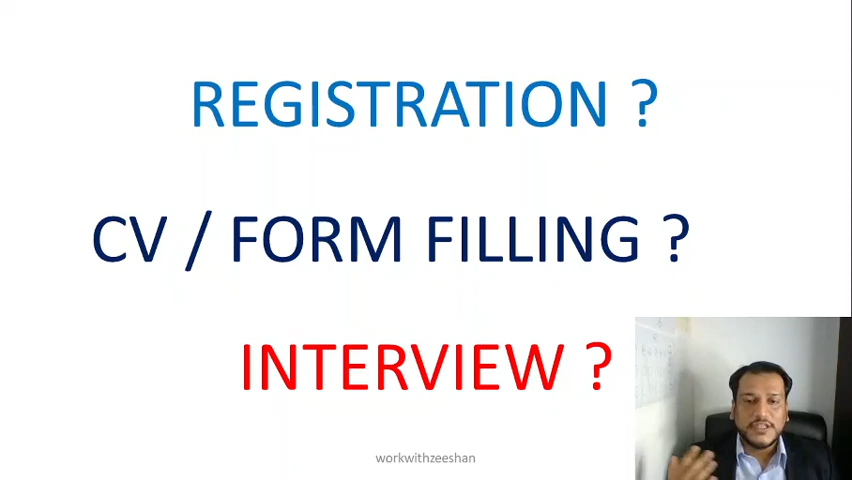 REGISTRATION ?
CV / FORM FILLING ?
INTERVIEW ?
workwithzeeshan